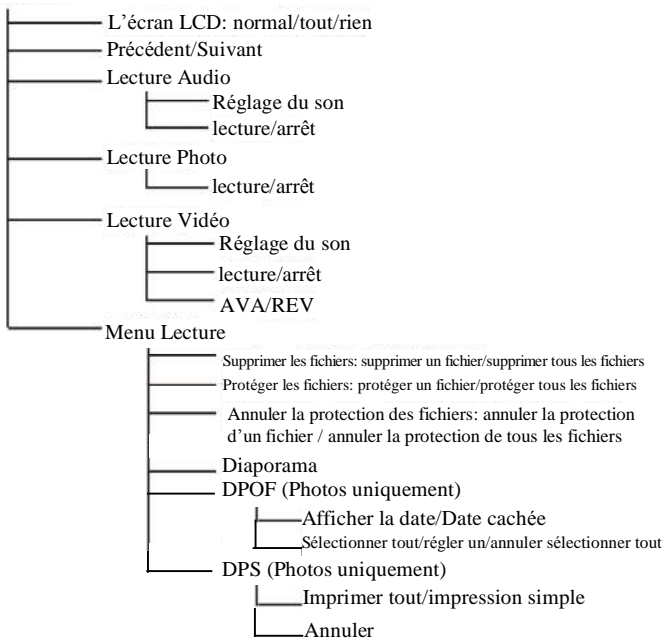 L'écran LCD: normal/tout/rien
Précédent/Suivant
Lecture Audio
Réglage du son
lecture/arrêt
Lecture Photo
lecture/arrêt
Lecture Vidéo
Réglage du son
lecture/arrêt
AVA/REV
Menu Lecture
Supprimer les fichiers: supprimer un fichier/supprimer tous les fichiers
Protéger les fichiers: protéger un fichier/protéger tous les fichiers
Annuler la protection des fichiers: annuler la protection
d'un fichier / annuler la protection de tous les fichiers
Diaporama
DPOF (Photos uniquement)
Afficher la date/Date cachée
Sélectionner tout/régler un/annuler sélectionner tout
DPS (Photos uniquement)
Imprimer tout/impression simple
Annuler